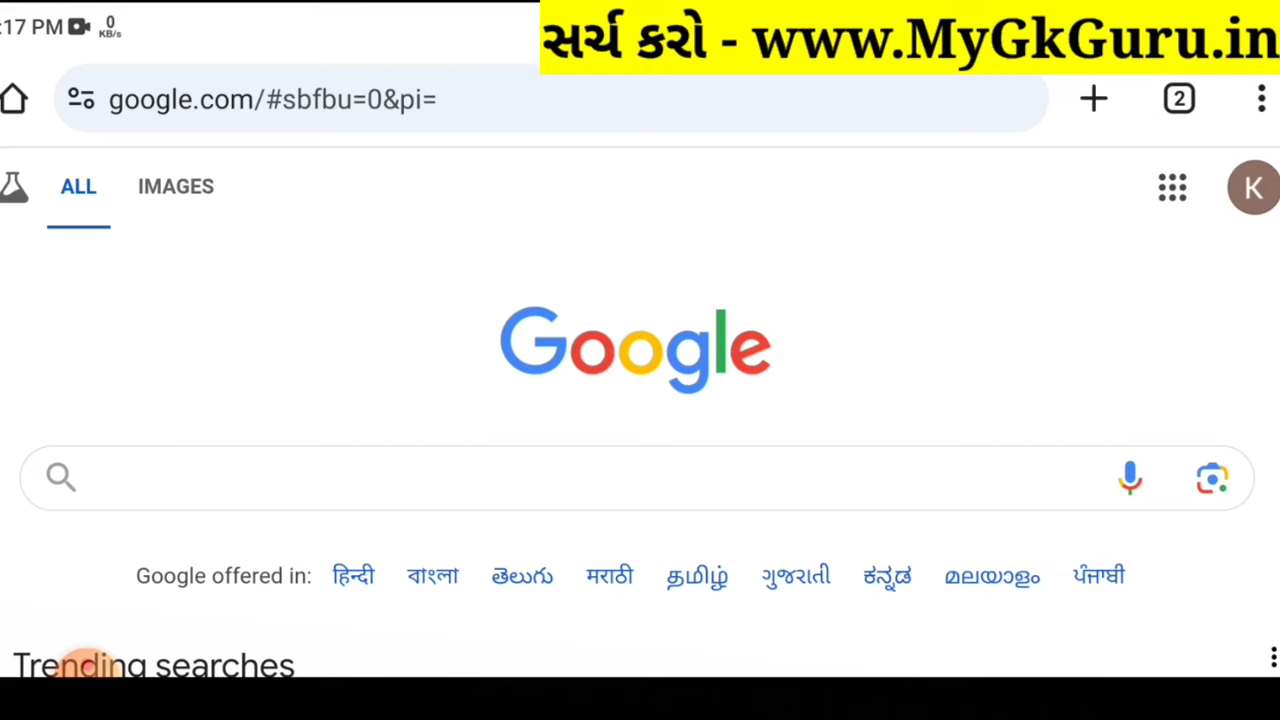 :17 PM 0 KB/s
સર્ચ કરો - www.MyGkGuru.in
google.com/#sbfbu=0&pi= 2
ALL IMAGES K
Google
Google offered in: हिन्दी বাংলা తెలుగు मराठी தமிழ் ગુજરાતી ಕನ್ನಡ മലയാളം ਪੰਜਾਬੀ
Trending searches